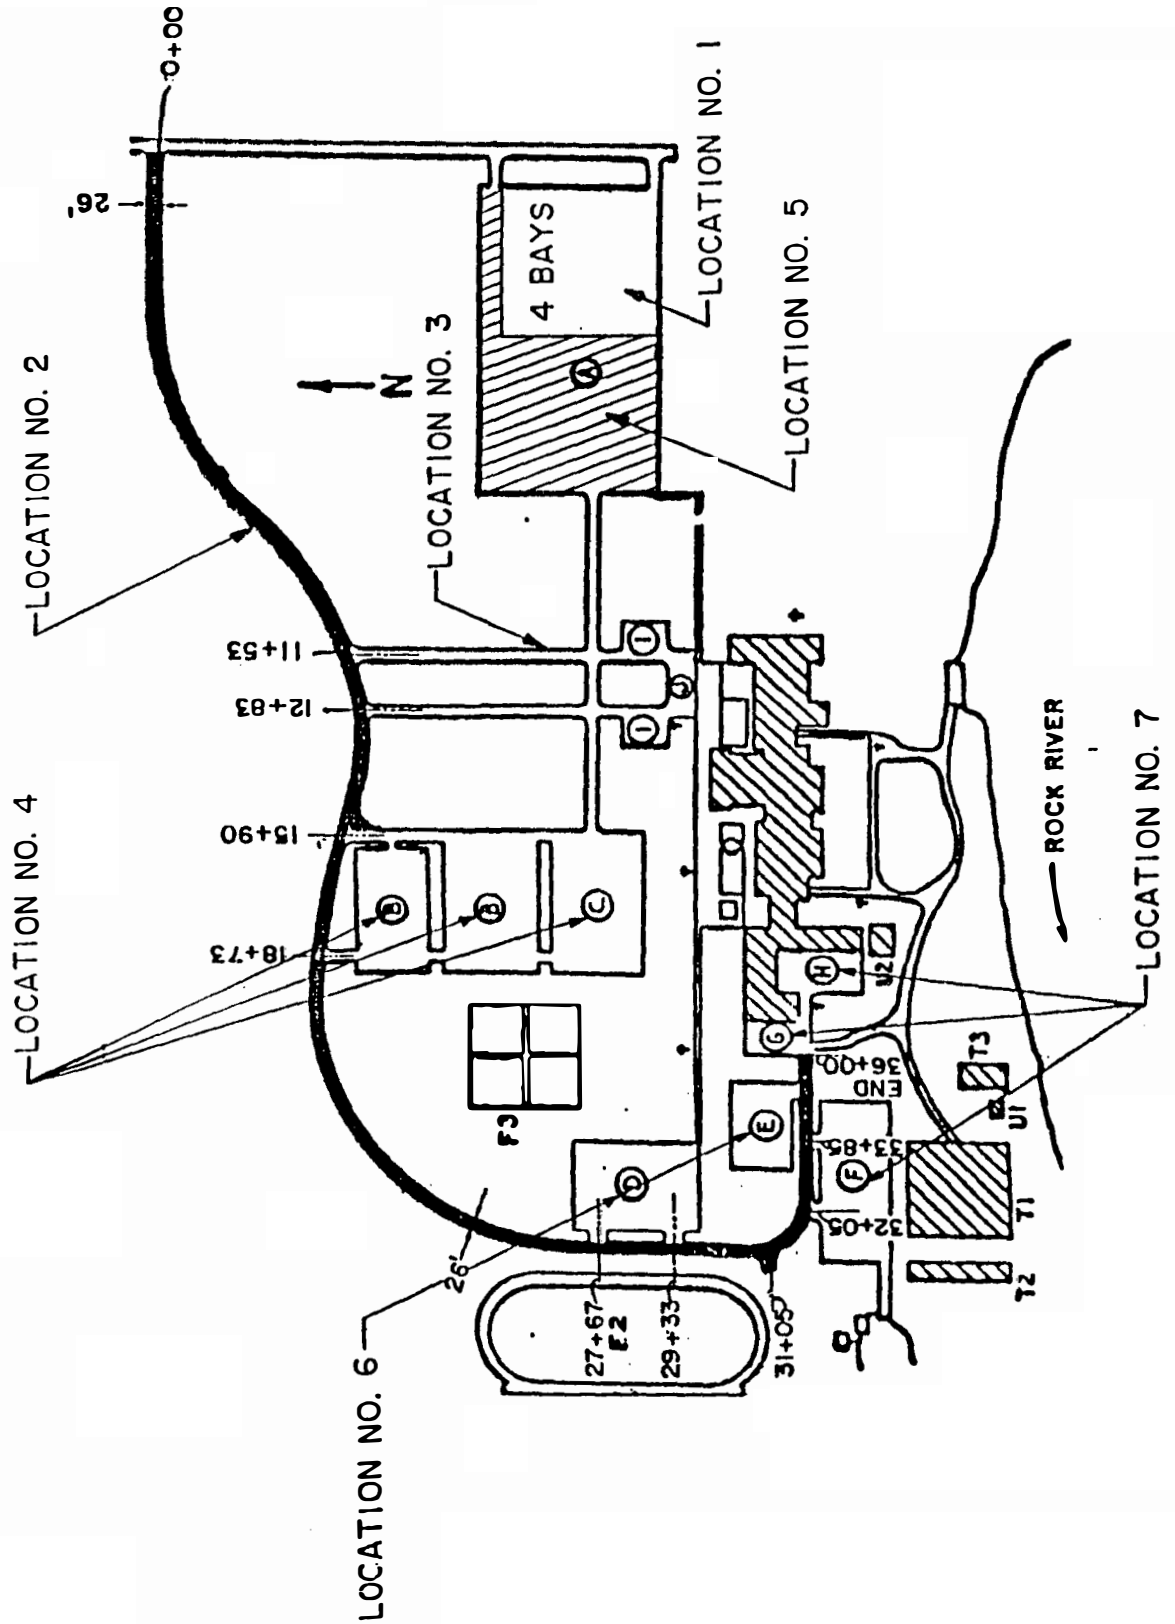 LOCATION NO. 4
LOCATION NO. 2
26'
0+00
N
LOCATION NO. 3
4 BAYS
A
LOCATION NO. 1
LOCATION NO. 5
11+53
12+83
15+90
18+73
B
B
C
I
I
J
F3
26'
LOCATION NO. 6
D
E
27+67
E2
29+33
31+05
32+05
33+85
END
36+00
F
G
H
U2
T3
U1
T1
T2
ROCK RIVER
LOCATION NO. 7